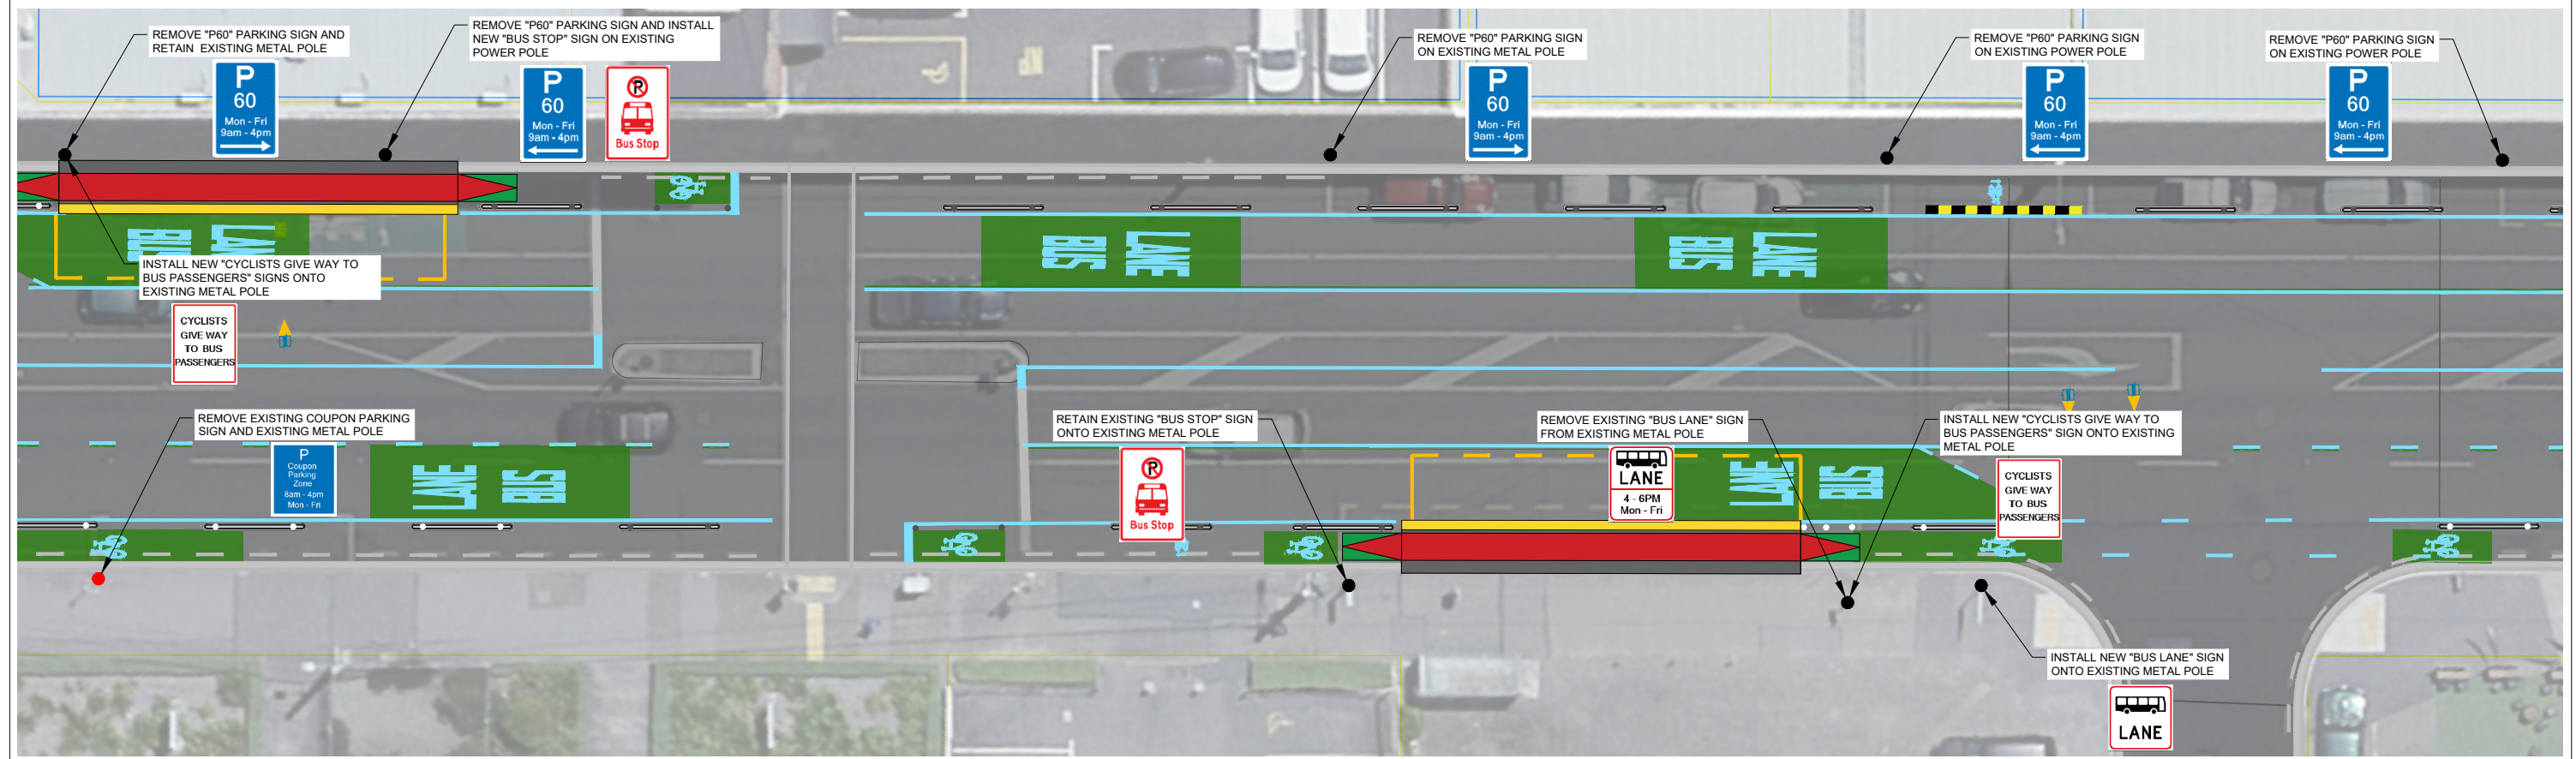 REMOVE "P60" PARKING SIGN AND
RETAIN EXISTING METAL POLE
P
60
Mon - Fri
9am - 4pm
REMOVE "P60" PARKING SIGN AND INSTALL
NEW "BUS STOP" SIGN ON EXISTING
POWER POLE
P
60
Mon - Fri
9am - 4pm
P
Bus Stop
REMOVE "P60" PARKING SIGN
ON EXISTING METAL POLE
P
60
Mon - Fri
9am - 4pm
REMOVE "P60" PARKING SIGN
ON EXISTING POWER POLE
P
60
Mon - Fri
9am - 4pm
REMOVE "P60" PARKING SIGN
ON EXISTING POWER POLE
P
60
Mon - Fri
9am - 4pm
BUS LANE
BUS LANE
BUS LANE
INSTALL NEW "CYCLISTS GIVE WAY TO
BUS PASSENGERS" SIGNS ONTO
EXISTING METAL POLE
CYCLISTS
GIVE WAY
TO BUS
PASSENGERS
REMOVE EXISTING COUPON PARKING
SIGN AND EXISTING METAL POLE
P
Coupon
Parking
Zone
8am - 4pm
Mon - Fri
LANE BUS
RETAIN EXISTING "BUS STOP" SIGN
ONTO EXISTING METAL POLE
P
Bus Stop
REMOVE EXISTING "BUS LANE" SIGN
FROM EXISTING METAL POLE
LANE
4 - 6PM
Mon - Fri
LANE BUS
INSTALL NEW "CYCLISTS GIVE WAY TO
BUS PASSENGERS" SIGN ONTO EXISTING
METAL POLE
CYCLISTS
GIVE WAY
TO BUS
PASSENGERS
INSTALL NEW "BUS LANE" SIGN
ONTO EXISTING METAL POLE
LANE